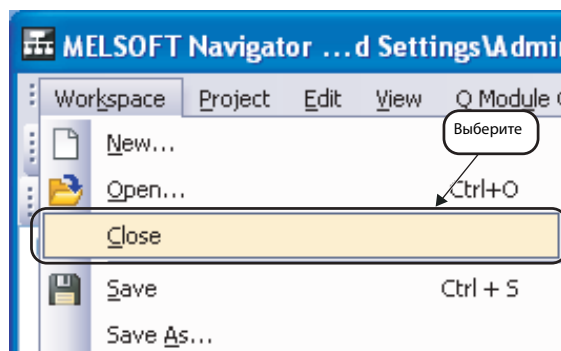 MELSOFT Navigator ...d Settings\Admi
Workspace Project Edit View Q Module
Выберите
New...
Open... Ctrl+O
Close
Save Ctrl + S
Save As...